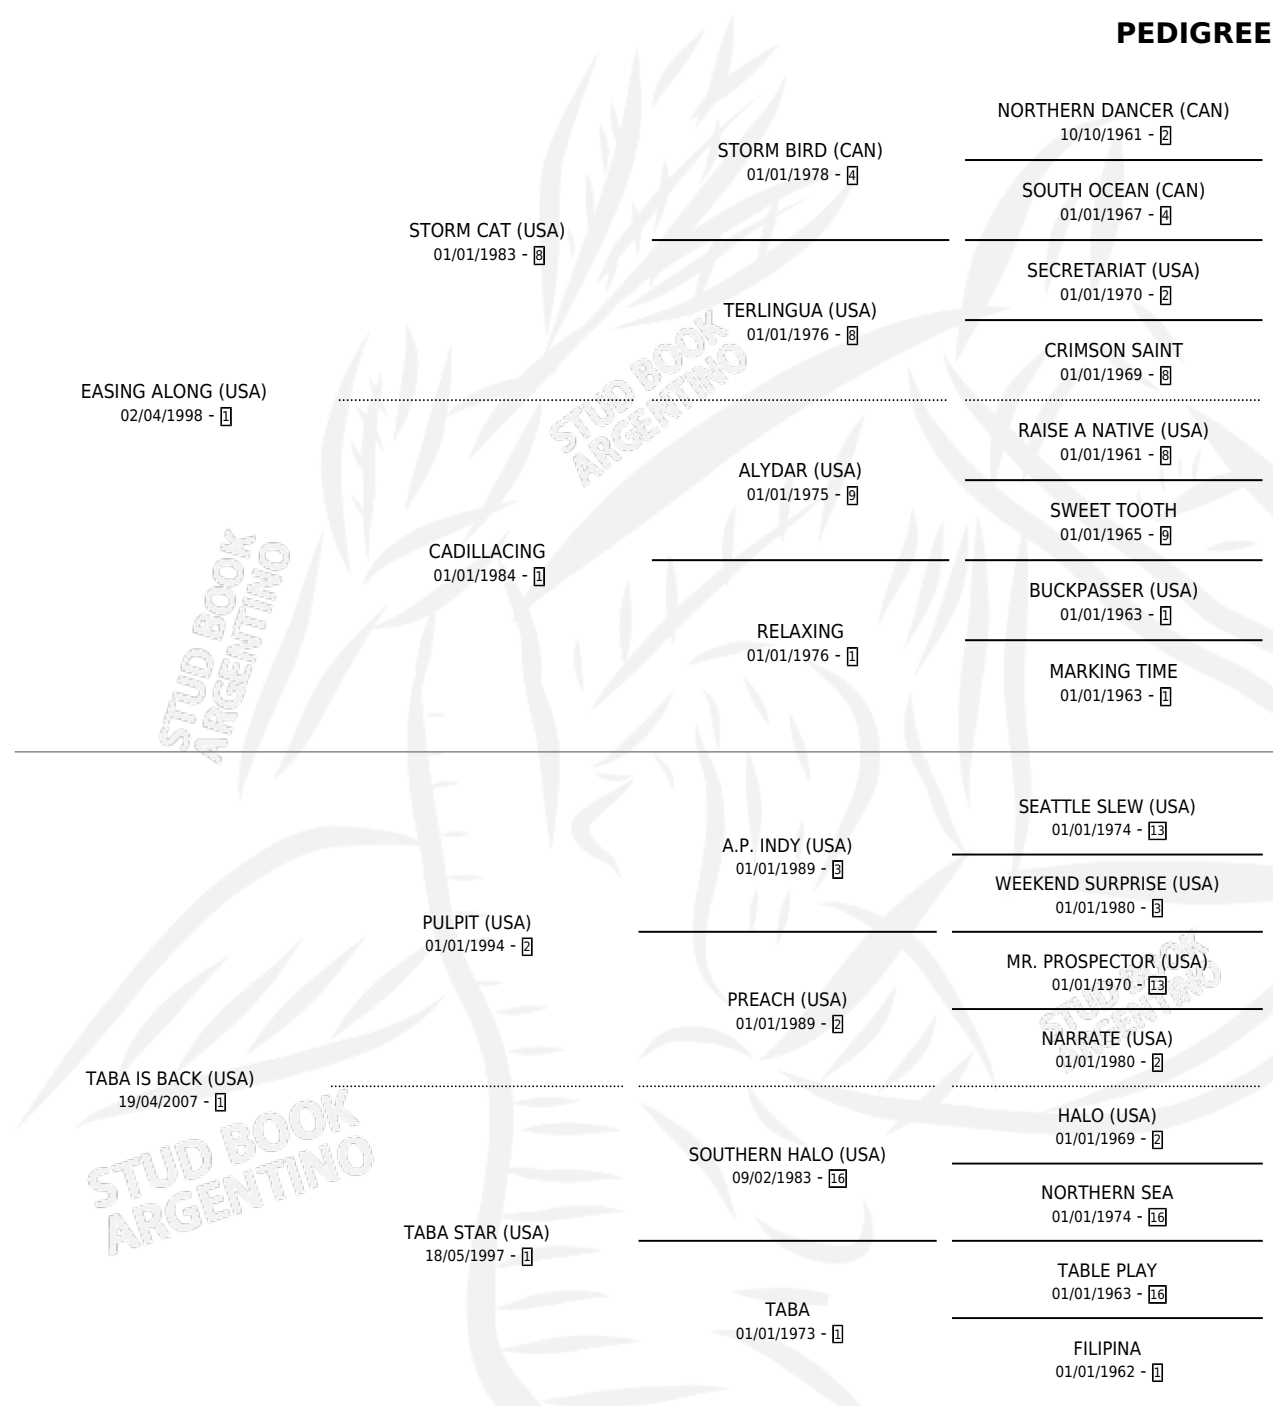 PEDIGREE
NORTHERN DANCER (CAN)
10/10/1961 - 2
STORM BIRD (CAN)
01/01/1978 - 4
SOUTH OCEAN (CAN)
01/01/1967 - 4
STORM CAT (USA)
01/01/1983 - 8
SECRETARIAT (USA)
01/01/1970 - 2
TERLINGUA (USA)
01/01/1976 - 8
CRIMSON SAINT
01/01/1969 - 8
EASING ALONG (USA)
02/04/1998 - 1
RAISE A NATIVE (USA)
01/01/1961 - 8
ALYDAR (USA)
01/01/1975 - 9
SWEET TOOTH
01/01/1965 - 9
CADILLACING
01/01/1984 - 1
BUCKPASSER (USA)
01/01/1963 - 1
RELAXING
01/01/1976 - 1
MARKING TIME
01/01/1963 - 1
SEATTLE SLEW (USA)
01/01/1974 - 13
A.P. INDY (USA)
01/01/1989 - 3
WEEKEND SURPRISE (USA)
01/01/1980 - 3
PULPIT (USA)
01/01/1994 - 2
MR. PROSPECTOR (USA)
01/01/1970 - 13
PREACH (USA)
01/01/1989 - 2
NARRATE (USA)
01/01/1980 - 2
TABA IS BACK (USA)
19/04/2007 - 1
HALO (USA)
01/01/1969 - 2
SOUTHERN HALO (USA)
09/02/1983 - 16
NORTHERN SEA
01/01/1974 - 16
TABA STAR (USA)
18/05/1997 - 1
TABLE PLAY
01/01/1963 - 16
TABA
01/01/1973 - 1
FILIPINA
01/01/1962 - 1
STUD BOOK
ARGENTINO
STUD BOOK
ARGENTINO
STUD BOOK
ARGENTINO
STUD BOOK
ARGENTINO